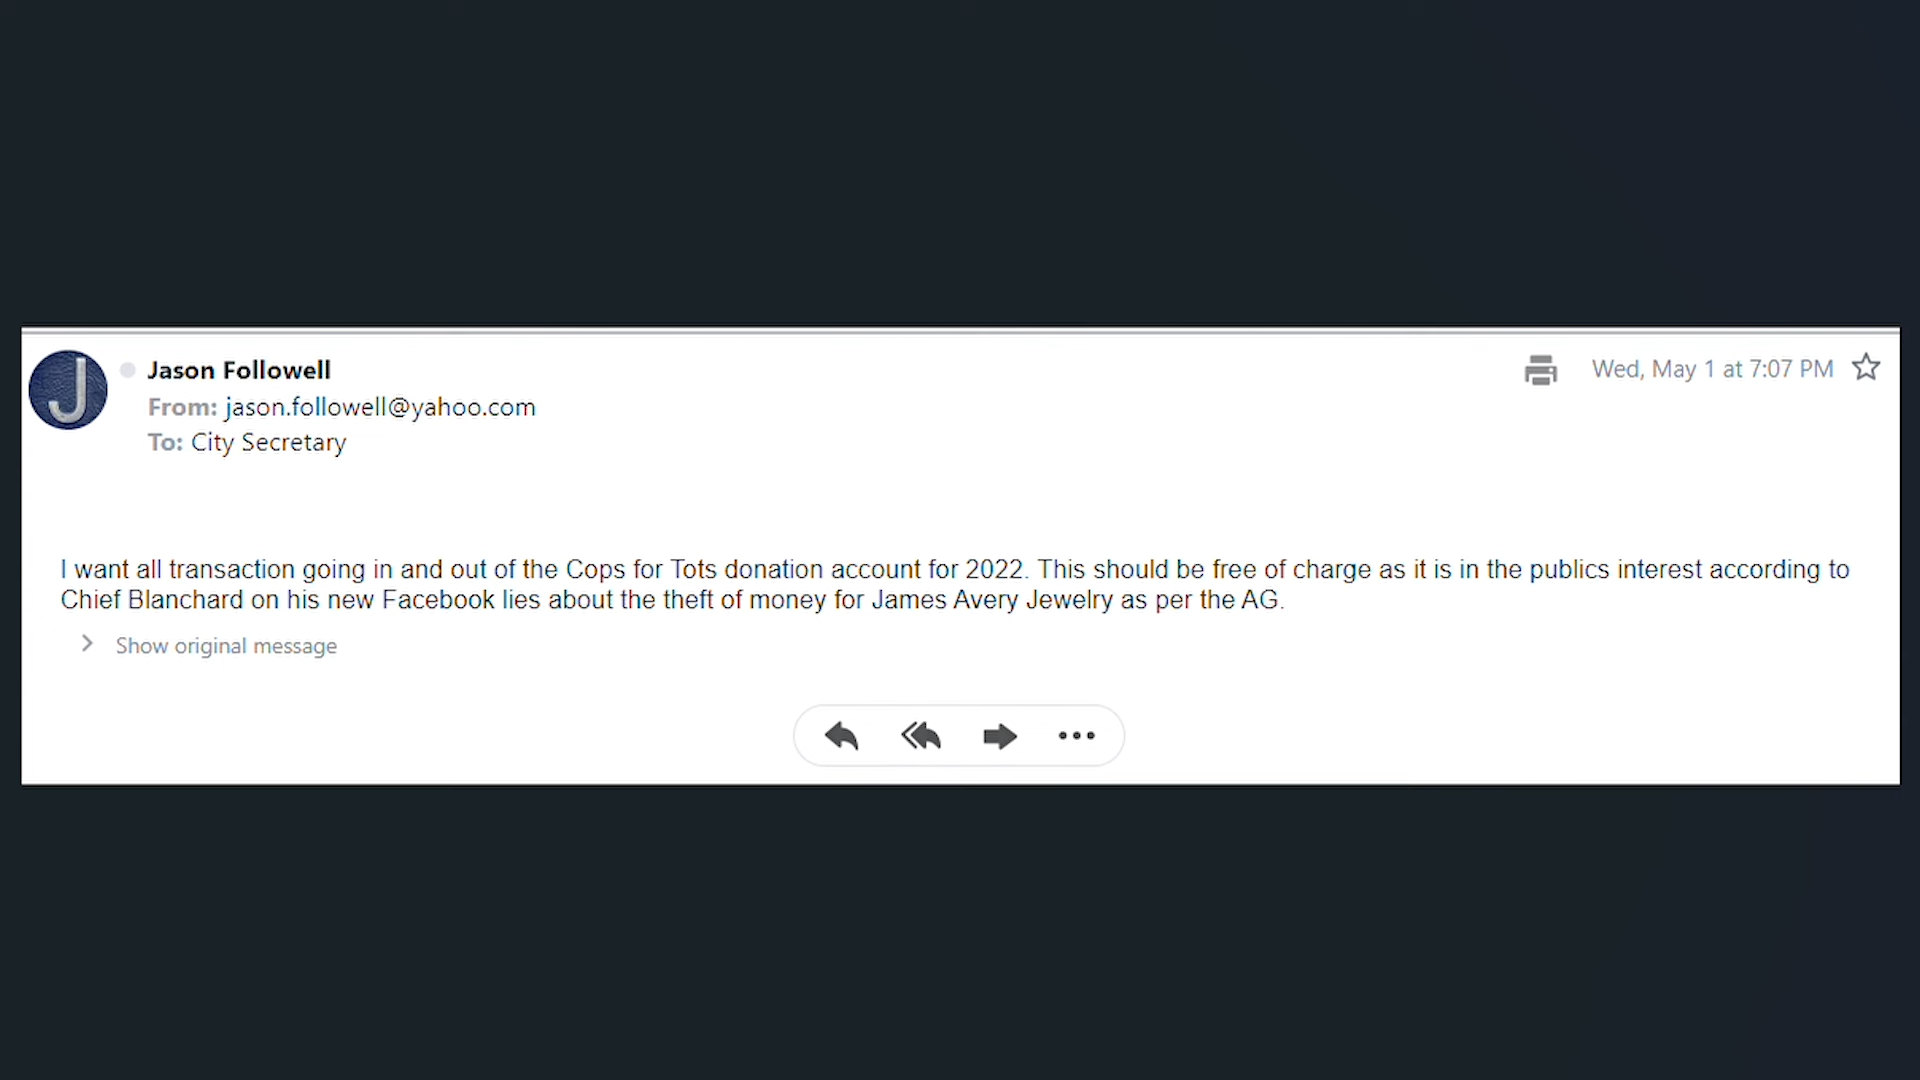 J
Jason Followell
Wed, May 1 at 7:07 PM
From: jason.followell@yahoo.com
To: City Secretary
I want all transaction going in and out of the Cops for Tots donation account for 2022. This should be free of charge as it is in the publics interest according to
Chief Blanchard on his new Facebook lies about the theft of money for James Avery Jewelry as per the AG.
Show original message